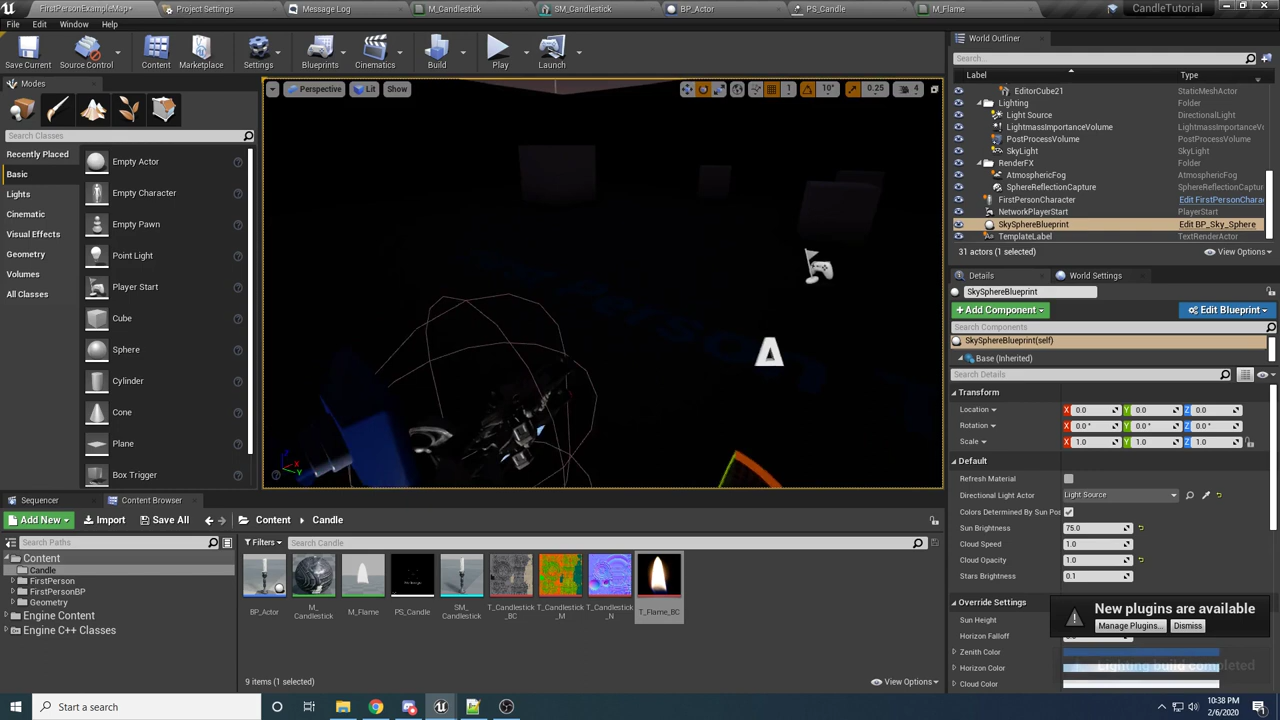 FirstPersonExampleMap* Project Settings Message Log M_Candlestick SM_Candlestick BP_Actor PS_Candle M_Flame CandleTutorial
File Edit Window Help
Save Current Source Control Content Marketplace Settings Blueprints Cinematics Build Play Launch
World Outliner
Modes
Search Classes
Recently Placed
Basic
Lights
Cinematic
Visual Effects
Geometry
Volumes
All Classes
Empty Actor
Empty Character
Empty Pawn
Point Light
Player Start
Cube
Sphere
Cylinder
Cone
Plane
Box Trigger
Perspective Lit Show
10° 0.25 4
Search...
Label Type
EditorCube21 StaticMeshActor
Lighting Folder
Light Source DirectionalLight
LightmassImportanceVolume LightmassImportanceV
PostProcessVolume PostProcessVolume
SkyLight SkyLight
RenderFX Folder
AtmosphericFog AtmosphericFog
SphereReflectionCapture SphereReflectionCaptur
FirstPersonCharacter Edit FirstPersonCharac
NetworkPlayerStart PlayerStart
SkySphereBlueprint Edit BP_Sky_Sphere
TemplateLabel TextRenderActor
31 actors (1 selected) View Options
Details World Settings
SkySphereBlueprint
+ Add Component Edit Blueprint
Search Components
SkySphereBlueprint(self)
Base (Inherited)
Search Details
Transform
Location X 0.0 Y 0.0 Z 0.0
Rotation X 0.0° Y 0.0° Z 0.0°
Scale X 1.0 Y 1.0 Z 1.0
Default
Refresh Material
Directional Light Actor Light Source
Colors Determined By Sun Pos
Sun Brightness 75.0
Cloud Speed 1.0
Cloud Opacity 1.0
Stars Brightness 0.1
Override Settings
Sun Height
Horizon Falloff
Zenith Color
Horizon Color
Cloud Color
New plugins are available
Manage Plugins... Dismiss
Lighting build completed
Sequencer Content Browser
Add New Import Save All Content Candle
Search Paths
Content
Candle
FirstPerson
FirstPersonBP
Geometry
Engine Content
Engine C++ Classes
Filters Search Candle
BP_Actor
M_Candlestick
M_Flame
PS_Candle
SM_Candlestick
T_Candlestick_BC
T_Candlestick_M
T_Candlestick_N
T_Flame_BC
9 items (1 selected) View Options
Start a search
10:38 PM
2/6/2020